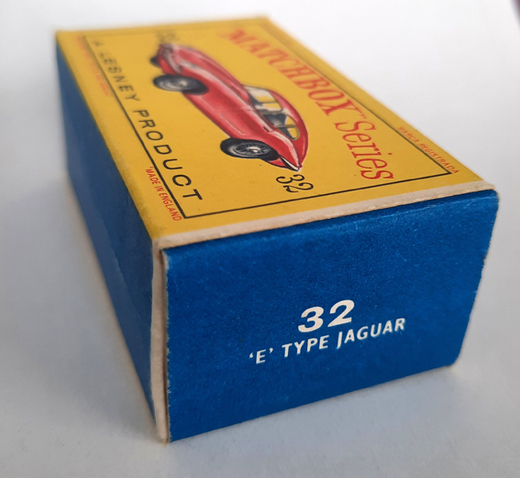 MATCHBOX Series
MARCA REGISTRADA
32
A LESNEY PRODUCT
"MADE IN ENGLAND
32
'E' TYPE JAGUAR